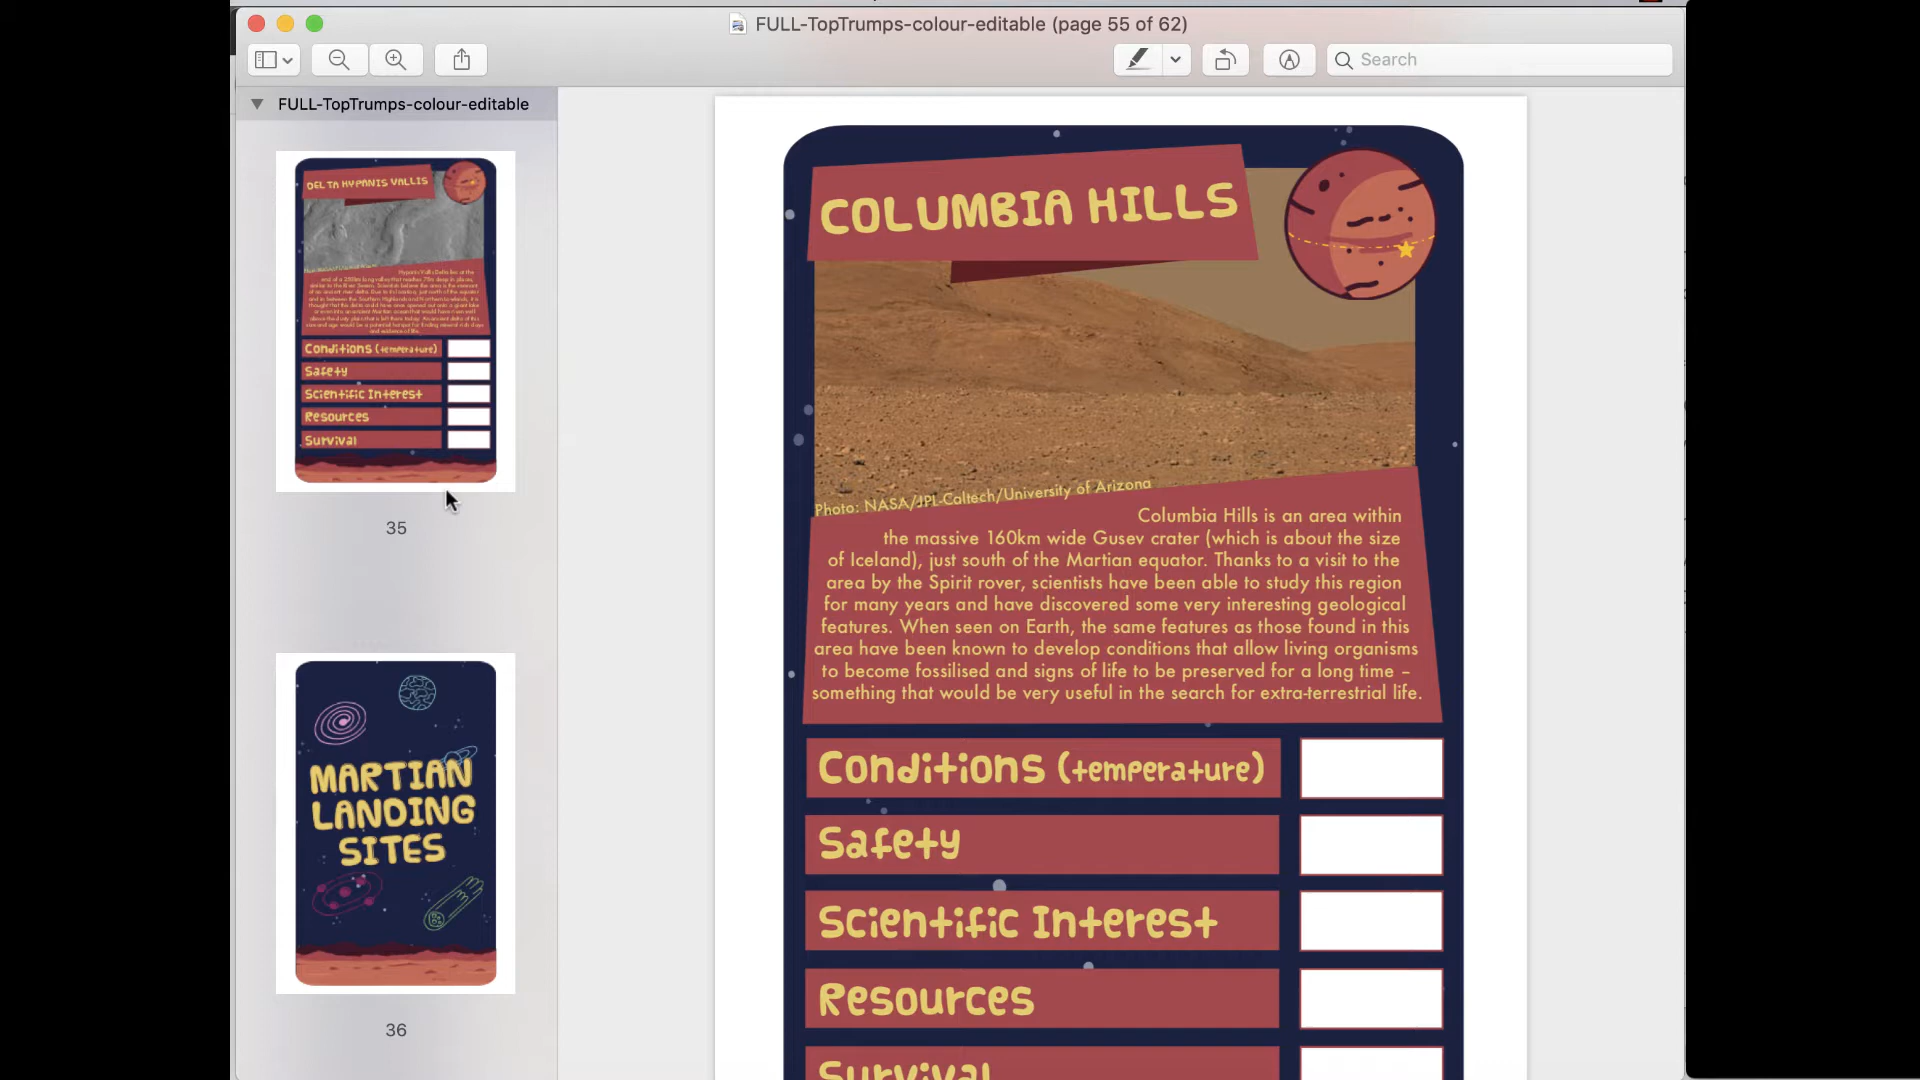 FULL-TopTrumps-colour-editable (page 55 of 62)
Search
FULL-TopTrumps-colour-editable
DELTA HYPANIS VALLIS
Conditions (temperature)
Safety
Scientific Interest
Resources
Survival
35
MARTIAN
LANDING
SITES
36
COLUMBIA HILLS
Photo: NASA/JPL-Caltech/University of Arizona
Columbia Hills is an area within
the massive 160km wide Gusev crater (which is about the size
of Iceland), just south of the Martian equator. Thanks to a visit to the
area by the Spirit rover, scientists have been able to study this region
for many years and have discovered some very interesting geological
features. When seen on Earth, the same features as those found in this
area have been known to develop conditions that allow living organisms
to become fossilised and signs of life to be preserved for a long time –
something that would be very useful in the search for extra-terrestrial life.
Conditions (temperature)
Safety
Scientific Interest
Resources
Survival